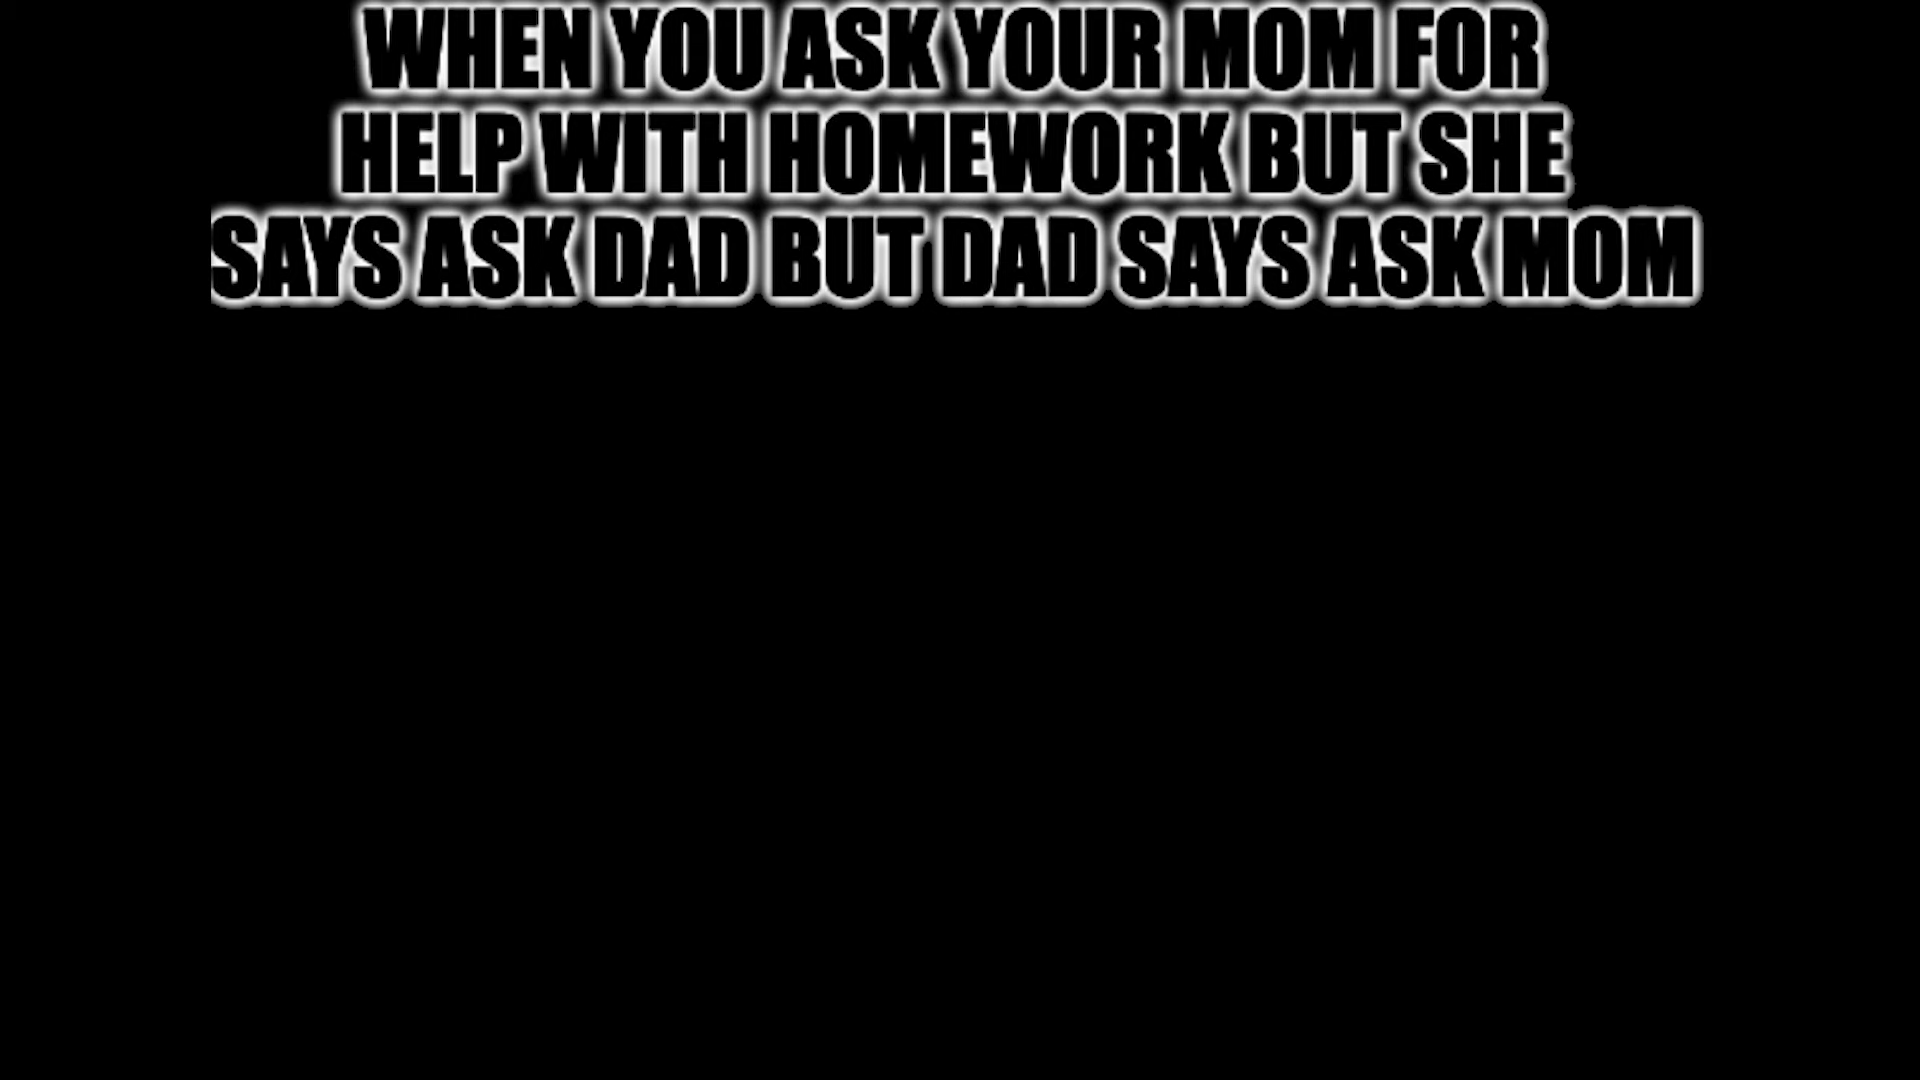 WHEN YOU ASK YOUR MOM FOR
HELP WITH HOMEWORK BUT SHE
SAYS ASK DAD BUT DAD SAYS ASK MOM